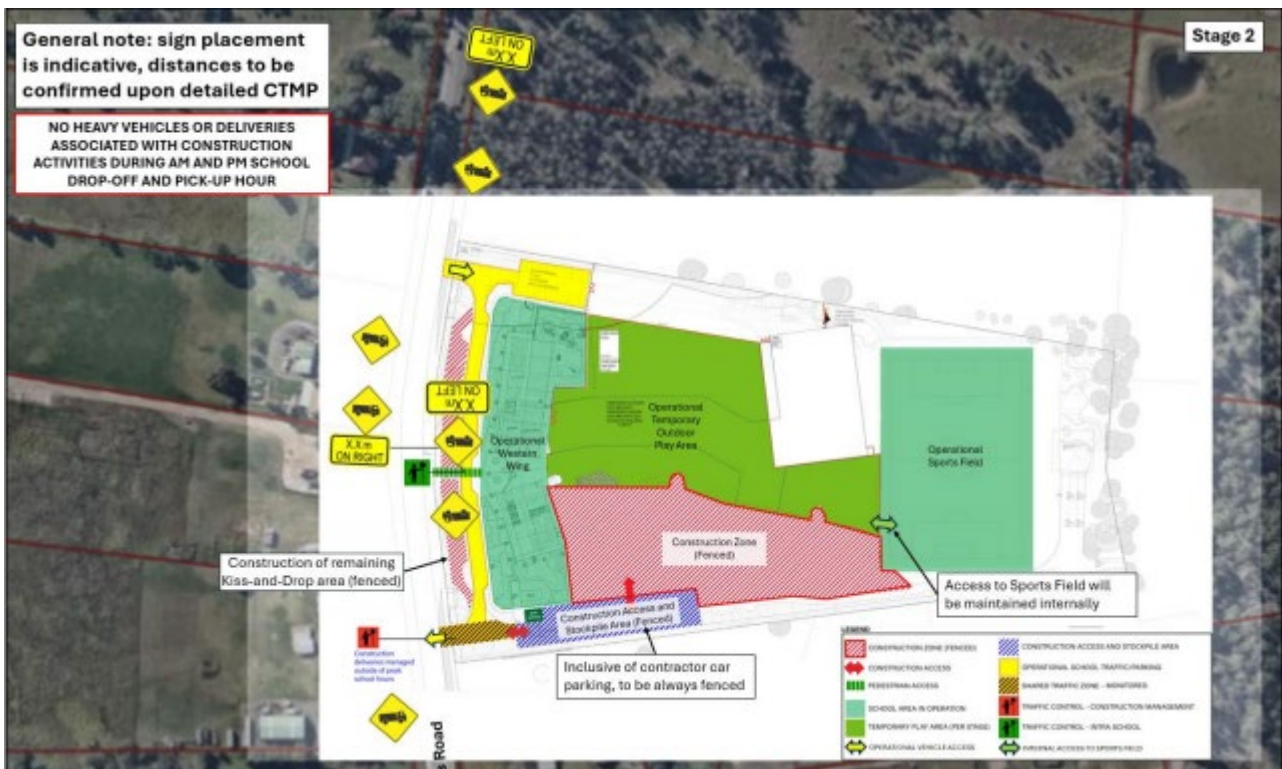 General note: sign placement
is indicative, distances to be
confirmed upon detailed CTMP
NO HEAVY VEHICLES OR DELIVERIES
ASSOCIATED WITH CONSTRUCTION
ACTIVITIES DURING AM AND PM SCHOOL
DROP-OFF AND PICK-UP HOUR
X.Xm
ON LEFT
Stage 2
X.Xm
ON LEFT
X.Xm
ON RIGHT
Operational
Western
Wing
Operational
Temporary
Outdoor
Play Area
Operational
Sports Field
Construction Zone
(Fenced)
Construction of remaining
Kiss-and-Drop area (fenced)
Access to Sports Field will
be maintained internally
Construction Access and
Stockpile Area (Fenced)
Construction
deliveries managed
outside of peak
school hours
Inclusive of contractor car
parking, to be always fenced
s Road
LEGEND
CONSTRUCTION ZONE (FENCED)
CONSTRUCTION ACCESS
PEDESTRIAN ACCESS
SCHOOL AREA IN OPERATION
TEMPORARY PLAY AREA (PER STAGE)
OPERATIONAL VEHICLE ACCESS
CONSTRUCTION ACCESS AND STOCKPILE AREA
OPERATIONAL SCHOOL TRAFFIC/PARKING
SHARED TRAFFIC ZONE - MONITORED
TRAFFIC CONTROL - CONSTRUCTION MANAGEMENT
TRAFFIC CONTROL - INTRA SCHOOL
INTERNAL ACCESS TO SPORTS FIELD